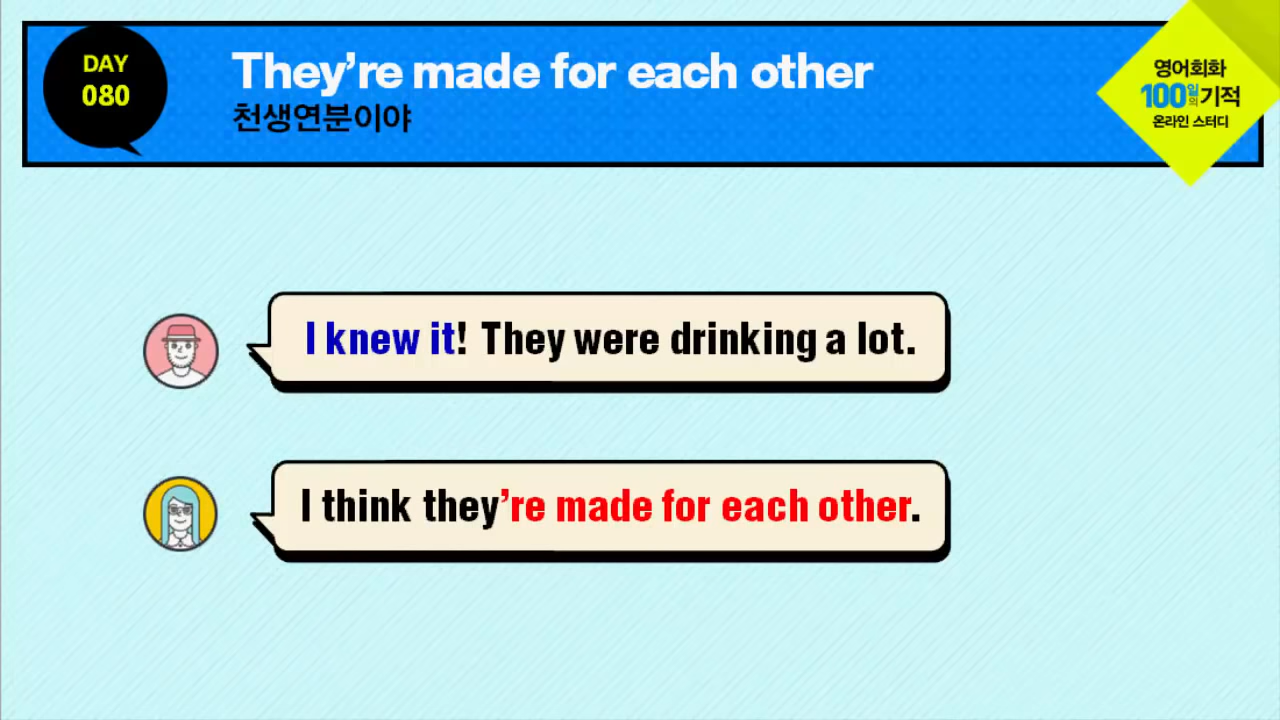 DAY
080
They're made for each other
천생연분이야
영어회화
100일의기적
온라인 스터디
I knew it! They were drinking a lot.
I think they're made for each other.